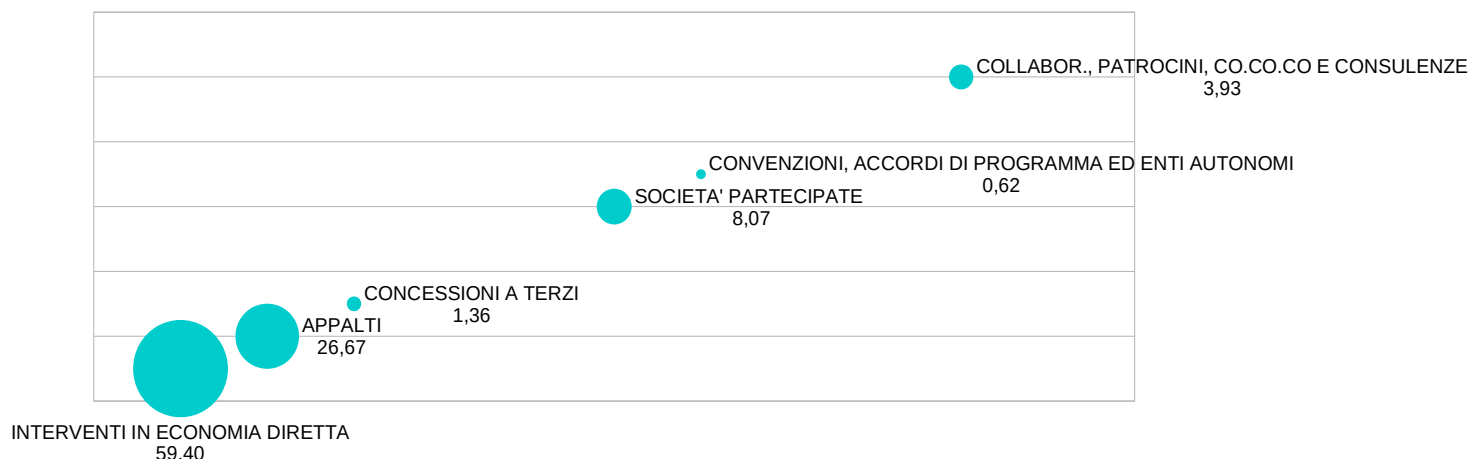 COLLABOR., PATROCINI, CO.CO.CO E CONSULENZE
3,93
CONVENZIONI, ACCORDI DI PROGRAMMA ED ENTI AUTONOMI
0,62
SOCIETA' PARTECIPATE
8,07
CONCESSIONI A TERZI
1,36
APPALTI
26,67
INTERVENTI IN ECONOMIA DIRETTA
59,40